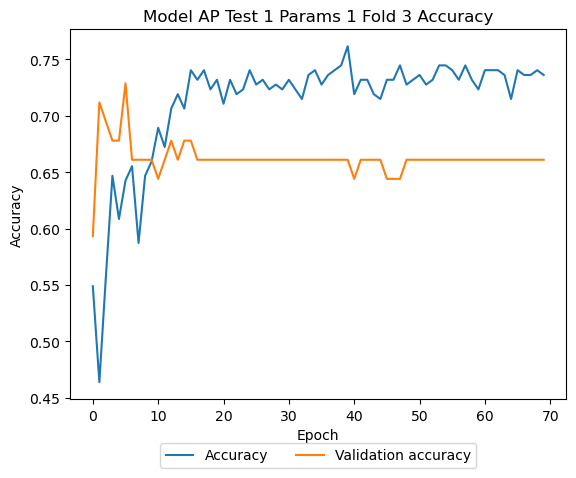 Model AP Test 1 Params 1 Fold 3 Accuracy
0.75
0.70
0.65
0.60
0.55
0.50
0.45
Accuracy
0 10 20 30 40 50 60 70
Epoch
Accuracy Validation accuracy